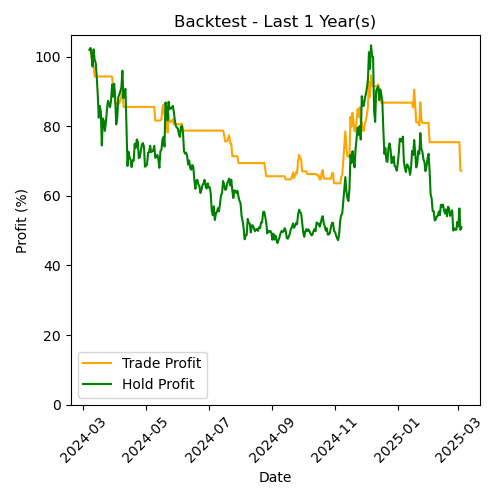 Backtest - Last 1 Year(s)
Profit (%)
100
80
60
40
20
0
Trade Profit
Hold Profit
2024-03
2024-05
2024-07
2024-09
2024-11
2025-01
2025-03
Date